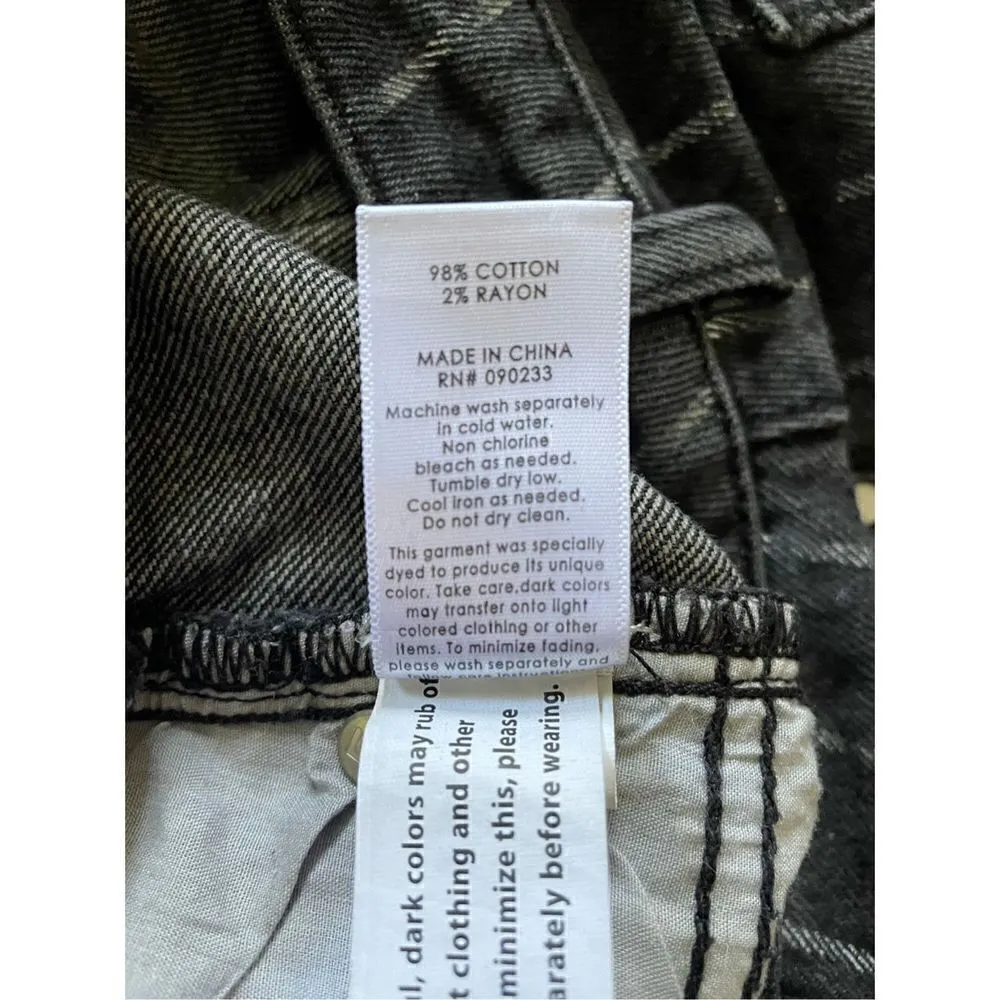 98% COTTON
2% RAYON
MADE IN CHINA
RN# 090233
Machine wash separately
in cold water.
Non chlorine
bleach as needed.
Tumble dry low.
Cool iron as needed.
Do not dry clean.
This garment was specially
dyed to produce its unique
color. Take care.dark colors
may transfer onto light
colored clothing or other
items. To minimize fading.
please wash separately and
dark colors may rub of
clothing and other
minimize this, please
before wearing.